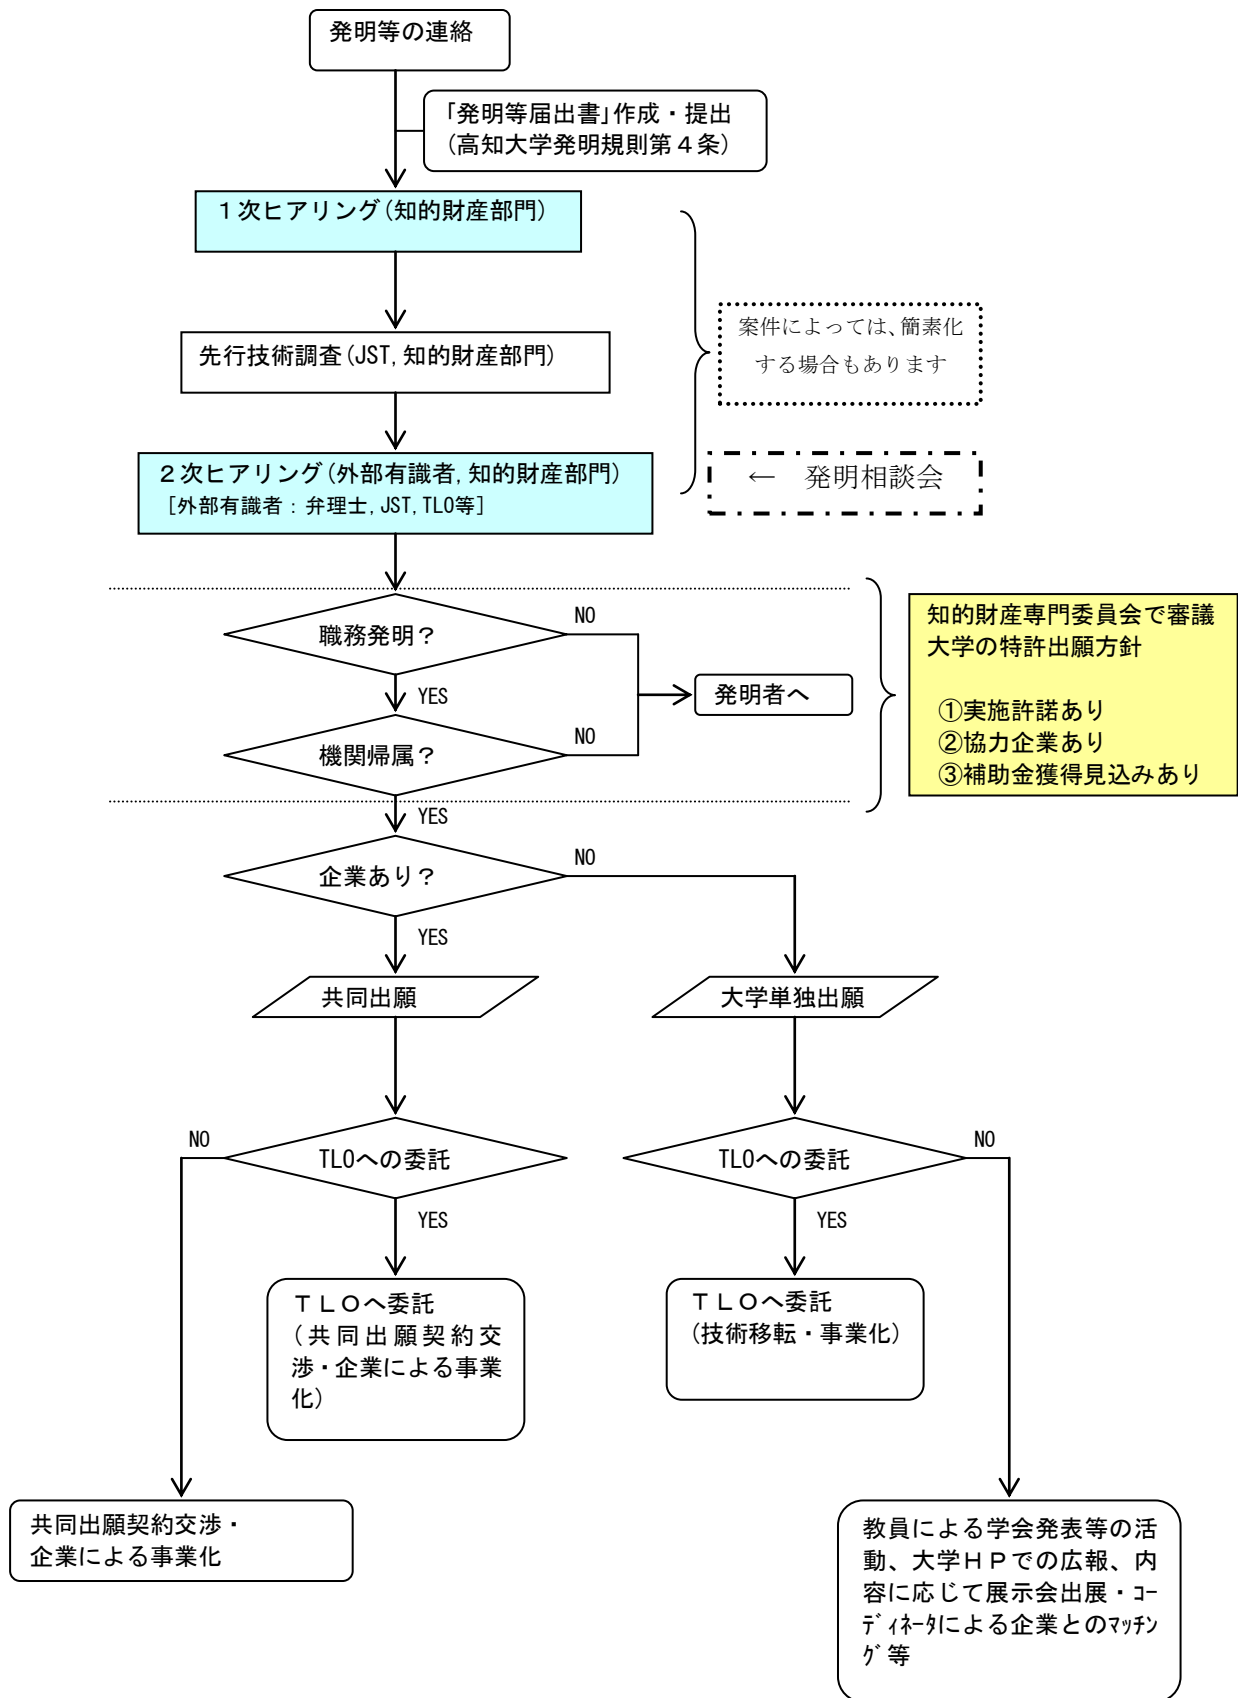 発明等の連絡
｢発明等届出書｣作成・提出
(高知大学発明規則第４条)
１次ヒアリング(知的財産部門)
案件によっては､簡素化
する場合もあります
先行技術調査(JST,知的財産部門)
２次ヒアリング(外部有識者,知的財産部門)
[外部有識者：弁理士,JST,TLO等]
← 発明相談会
職務発明？
NO
YES
発明者へ
機関帰属？
NO
YES
知的財産専門委員会で審議
大学の特許出願方針
①実施許諾あり
②協力企業あり
③補助金獲得見込みあり
企業あり？
NO
YES
共同出願
大学単独出願
NO
TLOへの委託
YES
TLOへの委託
NO
YES
ＴＬＯへ委託
(共同出願契約交
渉・企業による事業
化)
ＴＬＯへ委託
(技術移転・事業化)
共同出願契約交渉・
企業による事業化
教員による学会発表等の活
動、大学ＨＰでの広報、内
容に応じて展示会出展・ｺｰ
ﾃﾞｨﾈｰﾀによる企業とのﾏｯﾁﾝ
ｸﾞ等